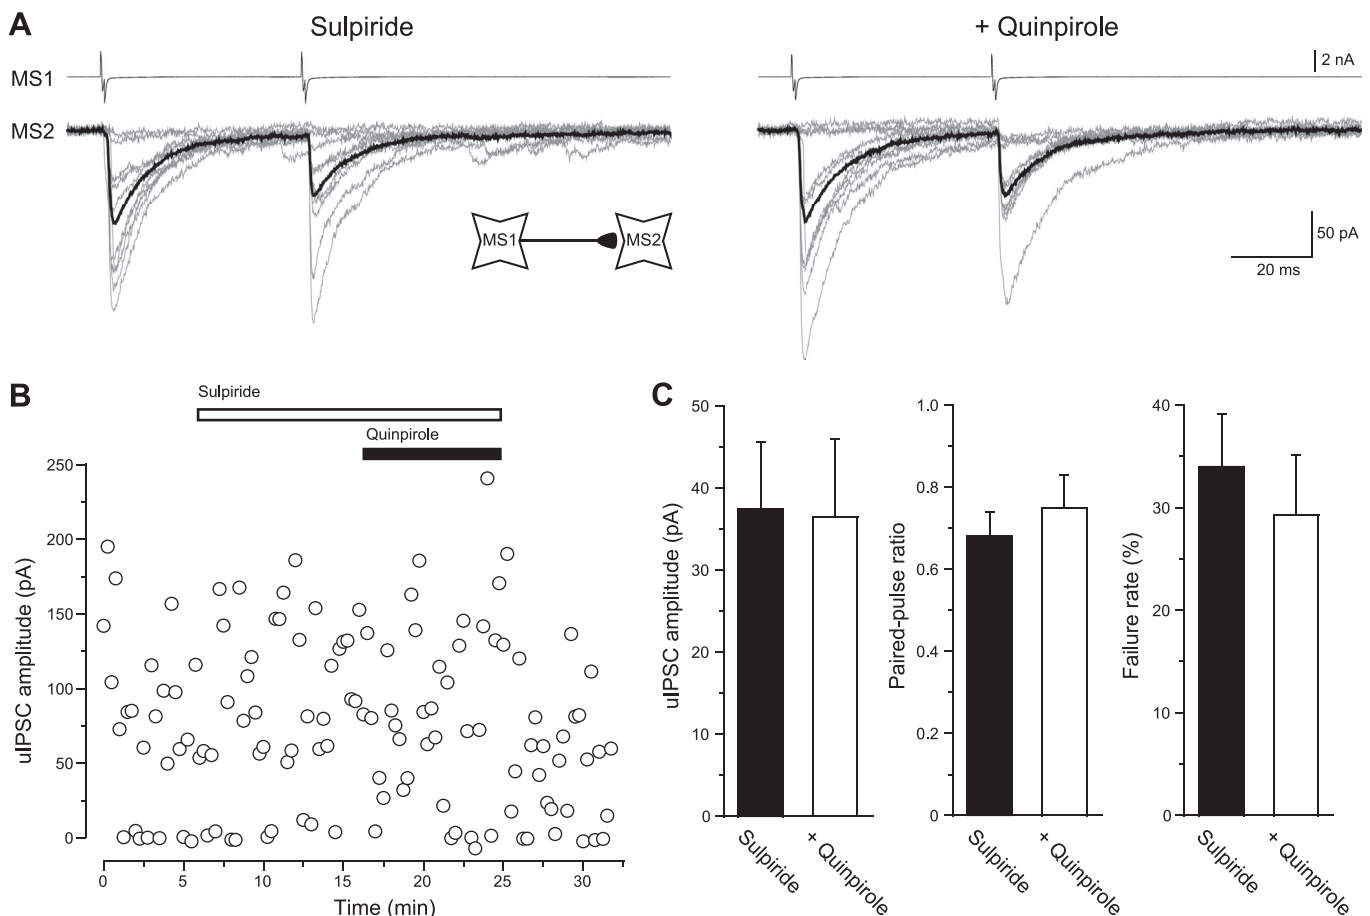 A
Sulpiride
+ Quinpirole
MS1
2 nA
MS2
MS1
MS2
50 pA
20 ms
B
Sulpiride
Quinpirole
uIPSC amplitude (pA)
250
200
150
100
50
0
0
5
10
15
20
25
30
Time (min)
C
uIPSC amplitude (pA)
50
40
30
20
10
0
Sulpiride
+ Quinpirole
Paired-pulse ratio
1.0
0.8
0.6
0.4
0.2
0
Sulpiride
+ Quinpirole
Failure rate (%)
40
30
20
10
0
Sulpiride
+ Quinpirole